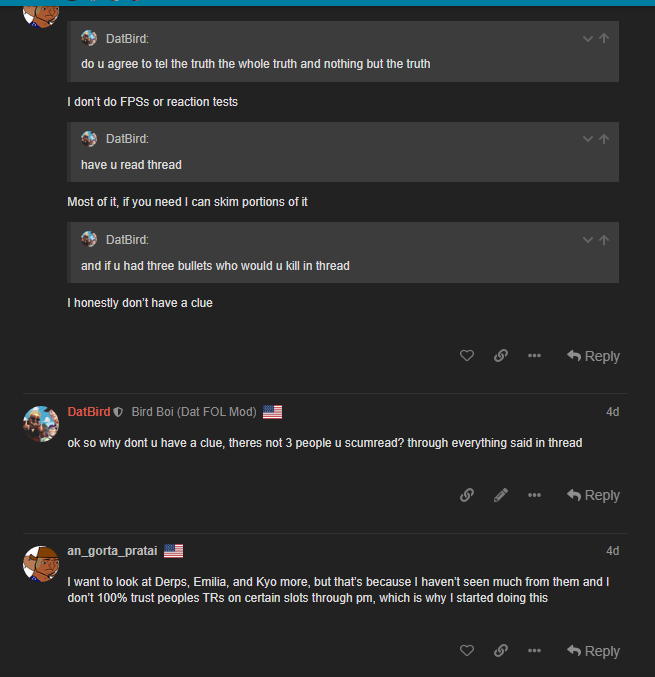 DatBird:
do u agree to tel the truth the whole truth and nothing but the truth
I don't do FPSs or reaction tests
DatBird:
have u read thread
Most of it, if you need I can skim portions of it
DatBird:
and if u had three bullets who would u kill in thread
I honestly don't have a clue
Reply
DatBird Bird Boi (Dat FOL Mod) 4d
ok so why dont u have a clue, theres not 3 people u scumread? through everything said in thread
Reply
an_gorta_pratai 4d
I want to look at Derps, Emilia, and Kyo more, but that's because I haven't seen much from them and I
don't 100% trust peoples TRs on certain slots through pm, which is why I started doing this
Reply